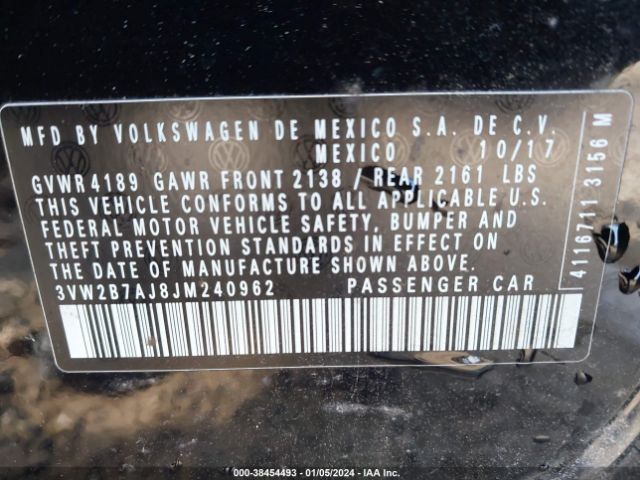 MFD BY VOLKSWAGEN DE MEXICO S.A. DE C.V.
MEXICO 10/17
GVWR 4189 GAWR FRONT 2138 / REAR 2161 LBS
THIS VEHICLE CONFORMS TO ALL APPLICABLE U.S.
FEDERAL MOTOR VEHICLE SAFETY, BUMPER AND
THEFT PREVENTION STANDARDS IN EFFECT ON
THE DATE OF MANUFACTURE SHOWN ABOVE.
3VW2B7AJ8JM240962 PASSENGER CAR
4116711 3156 M
000-38454493 - 01/05/2024 - IAA Inc.